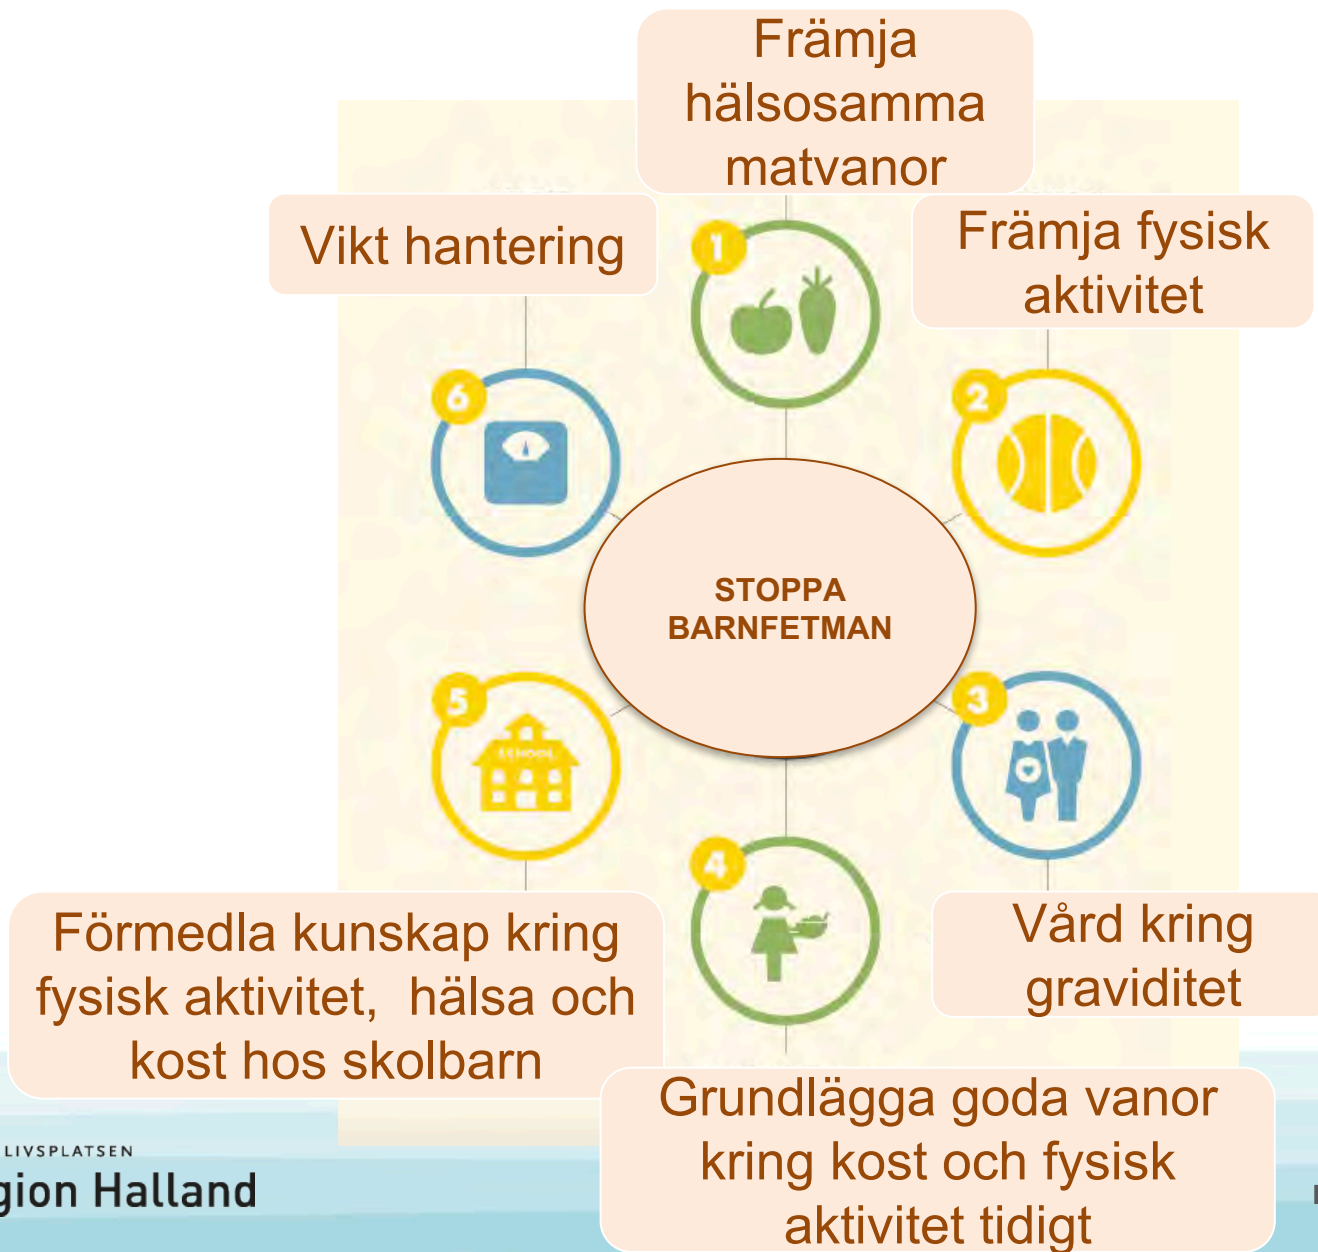 Främja
hälsosamma
matvanor
1
Vikt hantering
Främja fysisk
aktivitet
6
2
STOPPA
BARNFETMAN
5
SCHOOL
3
4
Förmedla kunskap kring
fysisk aktivitet, hälsa och
kost hos skolbarn
Vård kring
graviditet
Grundlägga goda vanor
kring kost och fysisk
aktivitet tidigt
LIVSPLATSEN
gion Halland